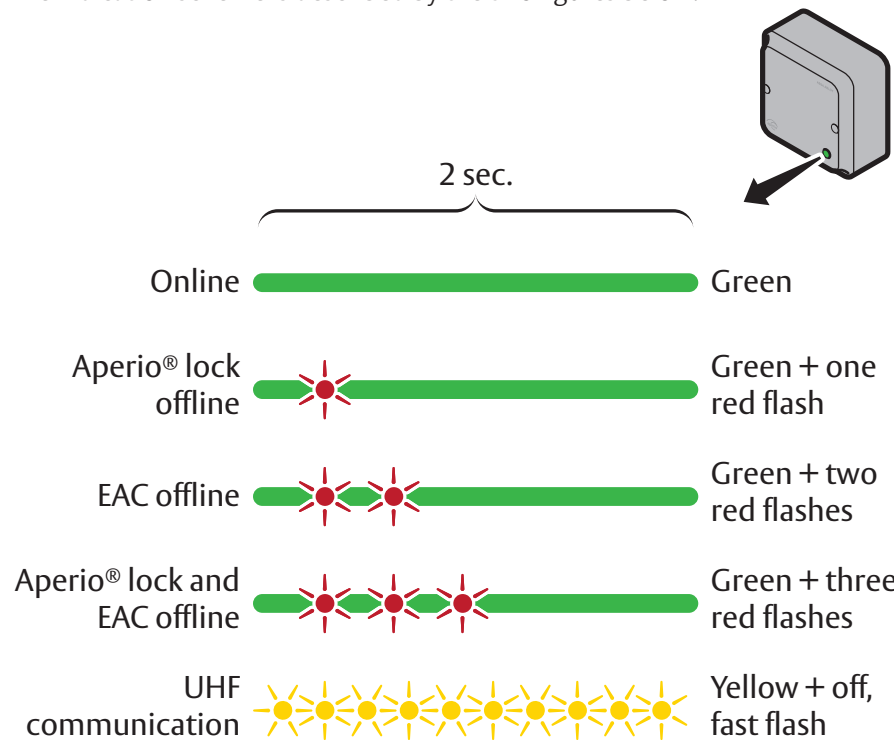 2 sec.
Online
Green
Aperio® lock
offline
Green + one
red flash
EAC offline
Green + two
red flashes
Aperio® lock and
EAC offline
Green + three
red flashes
UHF
communication
Yellow + off,
fast flash